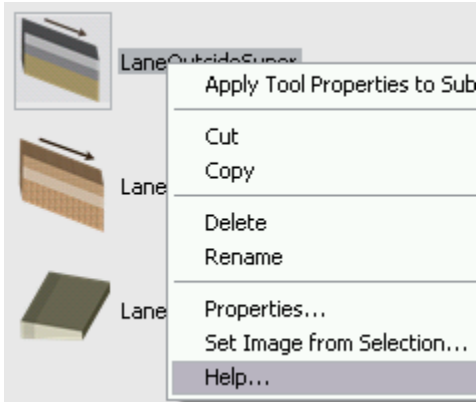 LaneOutsideSuper
Apply Tool Properties to Sub
Cut
Copy
Lane
Delete
Rename
Lane
Properties...
Set Image from Selection...
Help...